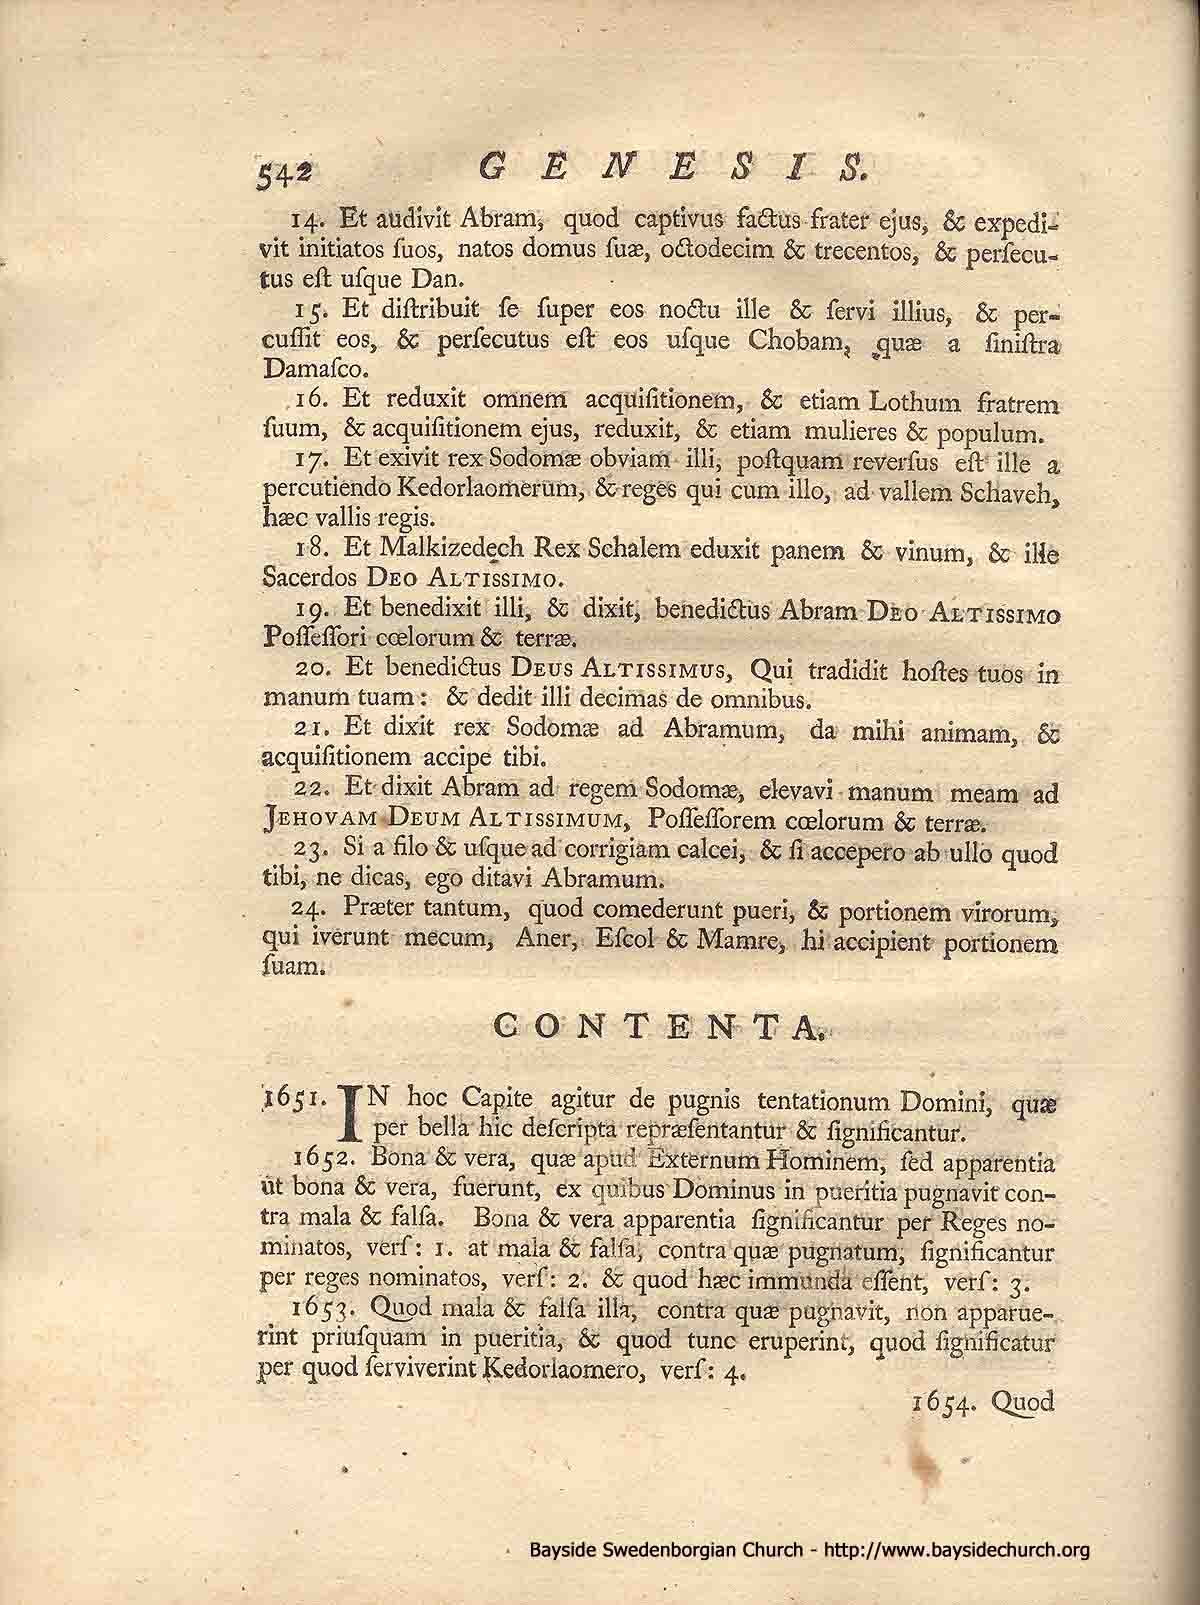 542 GENESIS.
14. Et audivit Abram, quod captivus factus frater ejus, & expedi-
vit initiatos ſuos, natos domus ſuæ, octodecim & trecentos, & perſecu-
tus eſt uſque Dan.
15. Et diſtribuit ſe ſuper eos noctu ille & ſervi illius, & per-
cuſſit eos, & perſecutus eſt eos uſque Chobam, quæ a ſiniſtra
Damaſco.
16. Et reduxit omnem acquiſitionem, & etiam Lothum fratrem
ſuum, & acquiſitionem ejus, reduxit, & etiam mulieres & populum.
17. Et exivit rex Sodomæ obviam illi, poſtquam reverſus eſt ille a
percutiendo Kedorlaomerum, & reges qui cum illo, ad vallem Schaveh,
hæc vallis regis.
18. Et Malkizedech Rex Schalem eduxit panem & vinum, & ille
Sacerdos DEO ALTISSIMO.
19. Et benedixit illi, & dixit, benedictus Abram DEO ALTISSIMO
Poſſeſſori cœlorum & terræ.
20. Et benedictus DEUS ALTISSIMUS, Qui tradidit hoſtes tuos in
manum tuam: & dedit illi decimas de omnibus.
21. Et dixit rex Sodomæ ad Abramum, da mihi animam, &
acquiſitionem accipe tibi.
22. Et dixit Abram ad regem Sodomæ, elevavi manum meam ad
JEHOVAM DEUM ALTISSIMUM, Poſſeſſorem cœlorum & terræ.
23. Si a filo & uſque ad corrigiam calcei, & ſi accepero ab ullo quod
tibi, ne dicas, ego ditavi Abramum.
24. Præter tantum, quod comederunt pueri, & portionem virorum,
qui iverunt mecum, Aner, Eſcol & Mamre, hi accipient portionem
ſuam.
CONTENTA.
1651. IN hoc Capite agitur de pugnis tentationum Domini, quæ
per bella hic deſcripta repræſentantur & ſignificantur.
1652. Bona & vera, quæ apud Externum Hominem, ſed apparentia
ut bona & vera, fuerunt, ex quibus Dominus in pueritia pugnavit con-
tra mala & falſa. Bona & vera apparentia ſignificantur per Reges no-
minatos, verſ: 1. at mala & falſa, contra quæ pugnatum, ſignificantur
per reges nominatos, verſ: 2. & quod hæc immunda eſſent, verſ: 3.
1653. Quod mala & falſa illa, contra quæ pugnavit, non apparue-
rint priuſquam in pueritia, & quod tunc eruperint, quod ſignificatur
per quod ſerviverint Kedorlaomero, verſ: 4.
1654. Quod
Bayside Swedenborgian Church - http://www.baysidechurch.org